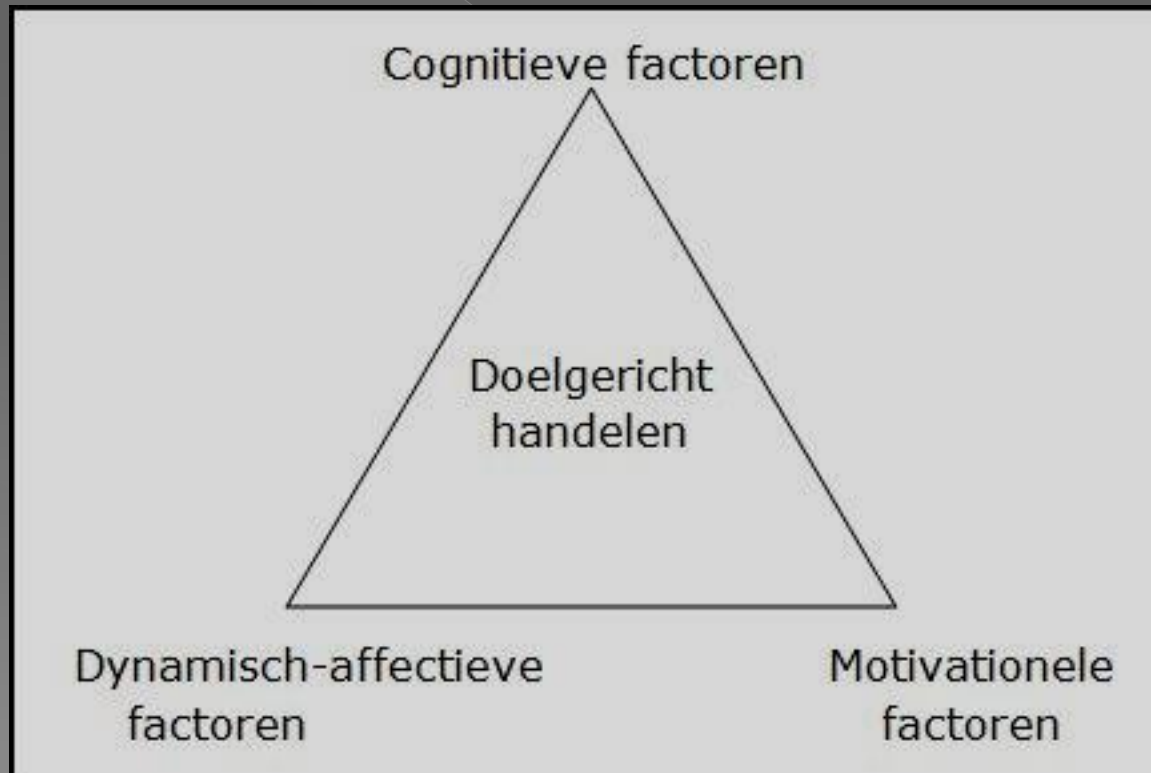 Cognitieve factoren
Doelgericht
handelen
Dynamisch-affectieve
factoren
Motivationele
factoren